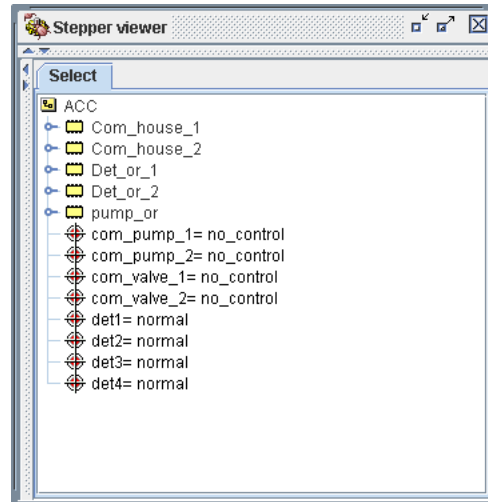 Stepper viewer
Select
ACC
Com_house_1
Com_house_2
Det_or_1
Det_or_2
pump_or
com_pump_1= no_control
com_pump_2= no_control
com_valve_1= no_control
com_valve_2= no_control
det1= normal
det2= normal
det3= normal
det4= normal